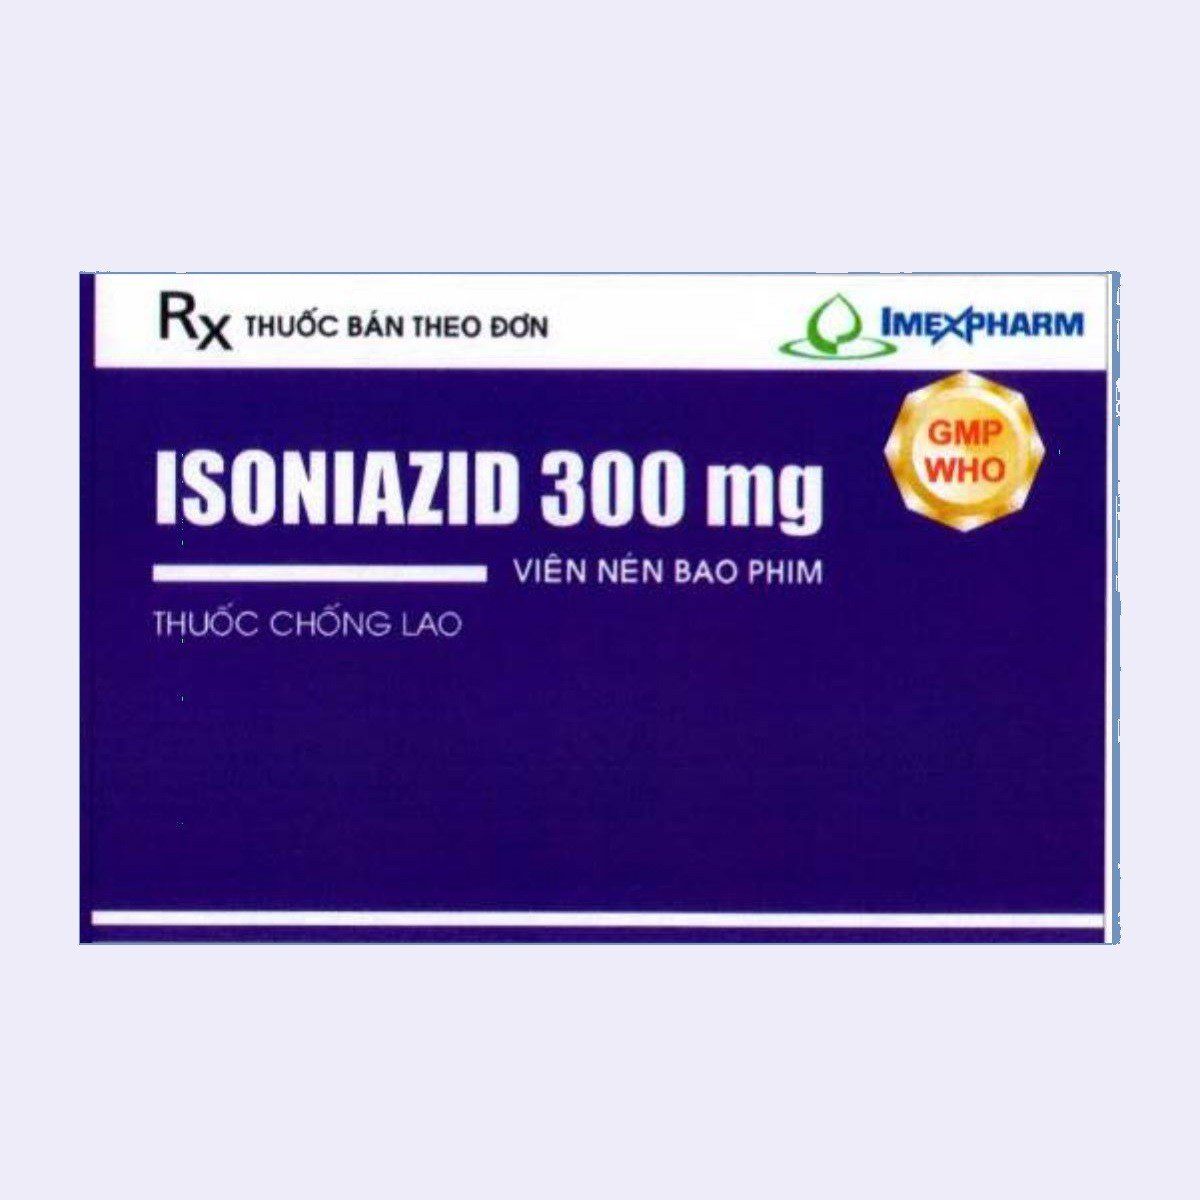 Rx THUỐC BÁN THEO ĐƠN
IMEXPHARM
GMP
WHO
ISONIAZID 300 mg
VIÊN NÉN BAO PHIM
THUỐC CHỐNG LAO